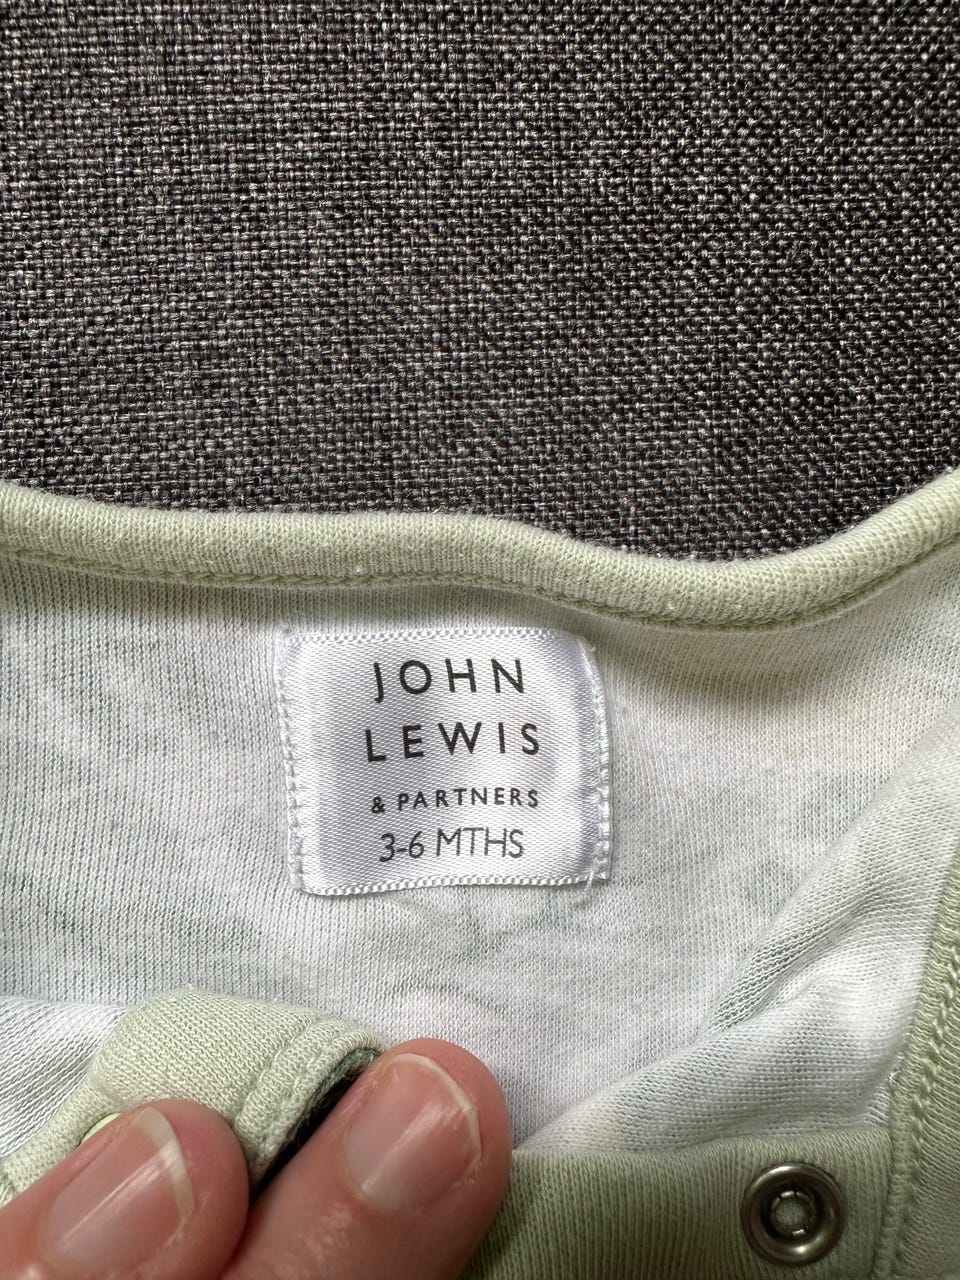 JOHN
LEWIS
& PARTNERS
3-6 MTHS